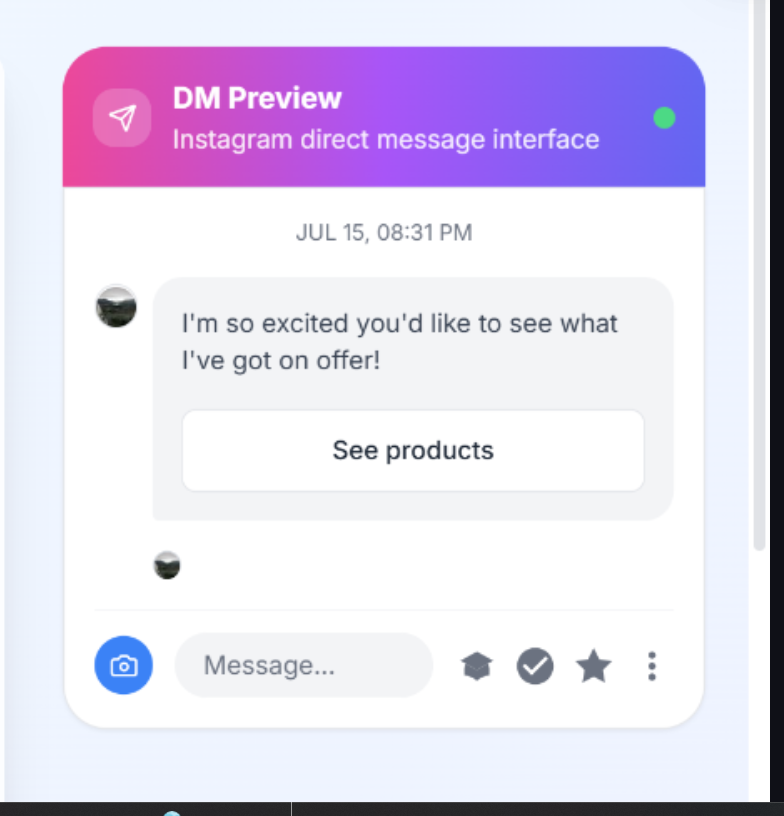 DM Preview
Instagram direct message interface
JUL 15, 08:31 PM
I'm so excited you'd like to see what
I've got on offer!
See products
Message...